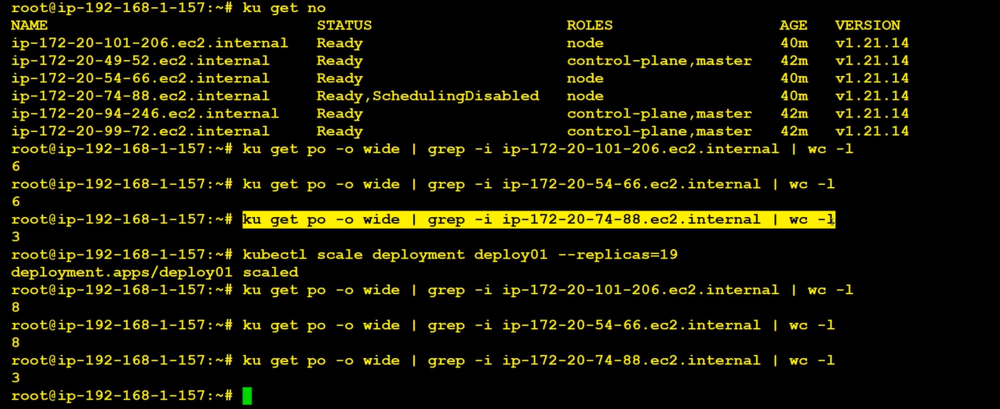 root@ip-192-168-1-157:~# ku get no
NAME STATUS ROLES AGE VERSION
ip-172-20-101-206.ec2.internal Ready node 40m v1.21.14
ip-172-20-49-52.ec2.internal Ready control-plane,master 42m v1.21.14
ip-172-20-54-66.ec2.internal Ready node 40m v1.21.14
ip-172-20-74-88.ec2.internal Ready,SchedulingDisabled node 40m v1.21.14
ip-172-20-94-246.ec2.internal Ready control-plane,master 42m v1.21.14
ip-172-20-99-72.ec2.internal Ready control-plane,master 42m v1.21.14
root@ip-192-168-1-157:~# ku get po -o wide | grep -i ip-172-20-101-206.ec2.internal | wc -l
6
root@ip-192-168-1-157:~# ku get po -o wide | grep -i ip-172-20-54-66.ec2.internal | wc -l
6
root@ip-192-168-1-157:~# ku get po -o wide | grep -i ip-172-20-74-88.ec2.internal | wc -l
3
root@ip-192-168-1-157:~# kubectl scale deployment deploy01 --replicas=19
deployment.apps/deploy01 scaled
root@ip-192-168-1-157:~# ku get po -o wide | grep -i ip-172-20-101-206.ec2.internal | wc -l
8
root@ip-192-168-1-157:~# ku get po -o wide | grep -i ip-172-20-54-66.ec2.internal | wc -l
8
root@ip-192-168-1-157:~# ku get po -o wide | grep -i ip-172-20-74-88.ec2.internal | wc -l
3
root@ip-192-168-1-157:~#